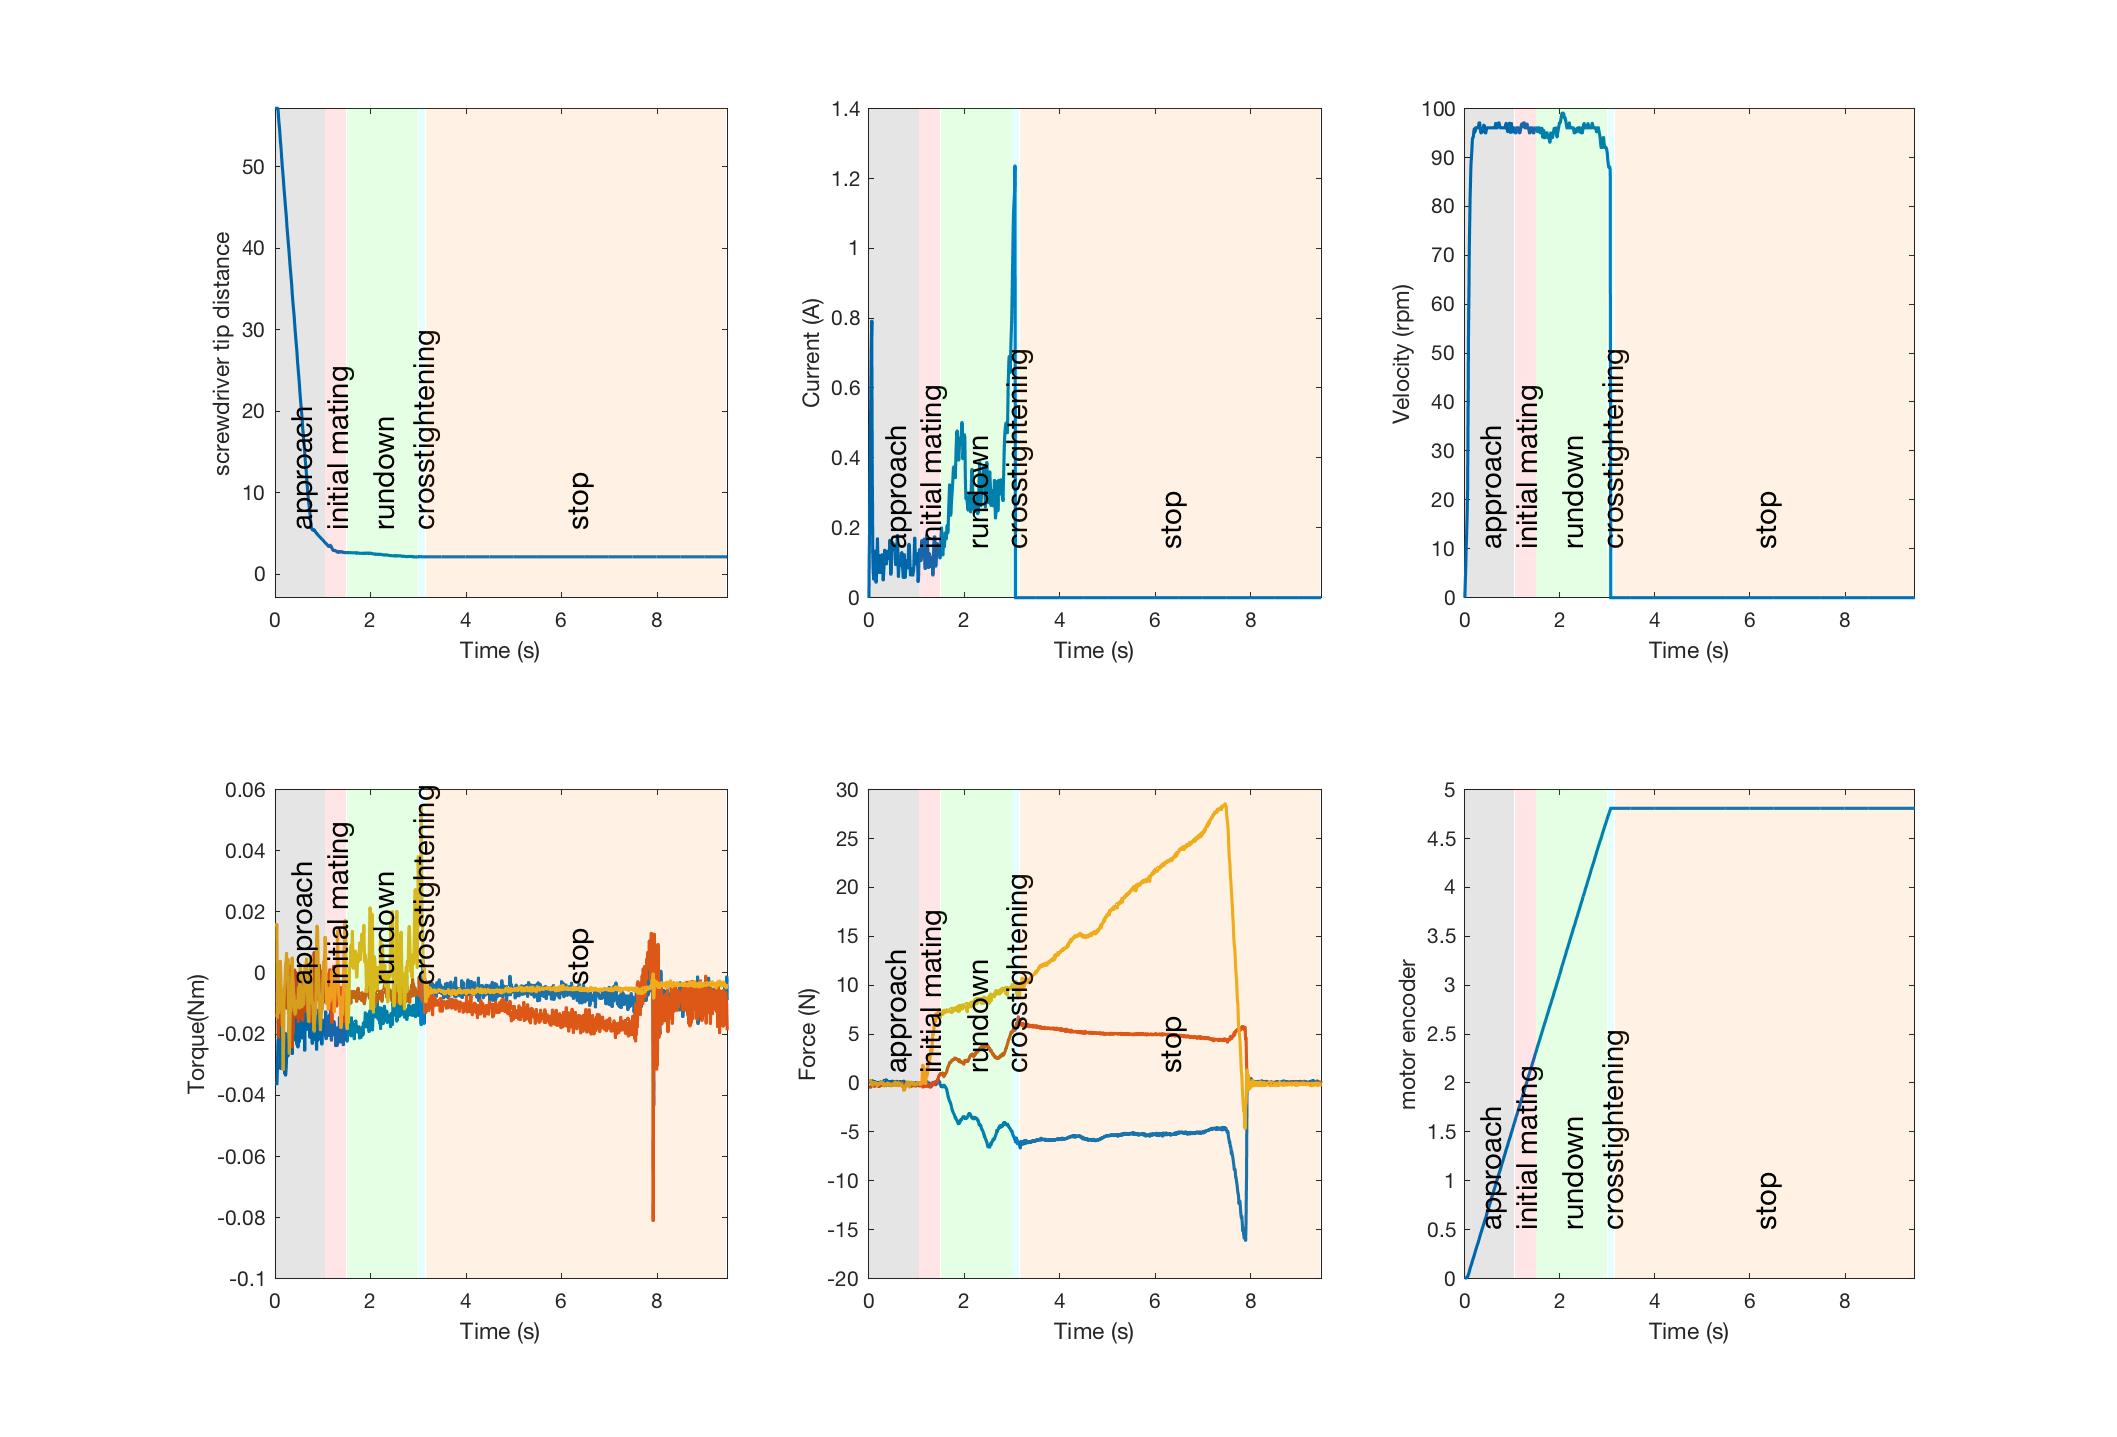 screwdriver tip distance
50
40
30
20
10
0
approach
initial mating
rundown
crosstightening
stop
0 2 4 6 8
Time (s)
Current (A)
1.4
1.2
1
0.8
0.6
0.4
0.2
0
approach
initial mating
rundown
crosstightening
stop
0 2 4 6 8
Time (s)
Velocity (rpm)
100
90
80
70
60
50
40
30
20
10
0
approach
initial mating
rundown
crosstightening
stop
0 2 4 6 8
Time (s)
Torque(Nm)
0.06
0.04
0.02
0
-0.02
-0.04
-0.06
-0.08
-0.1
approach
initial mating
rundown
crosstightening
stop
0 2 4 6 8
Time (s)
Force (N)
30
25
20
15
10
5
0
-5
-10
-15
-20
approach
initial mating
rundown
crosstightening
stop
0 2 4 6 8
Time (s)
motor encoder
5
4.5
4
3.5
3
2.5
2
1.5
1
0.5
0
approach
initial mating
rundown
crosstightening
stop
0 2 4 6 8
Time (s)